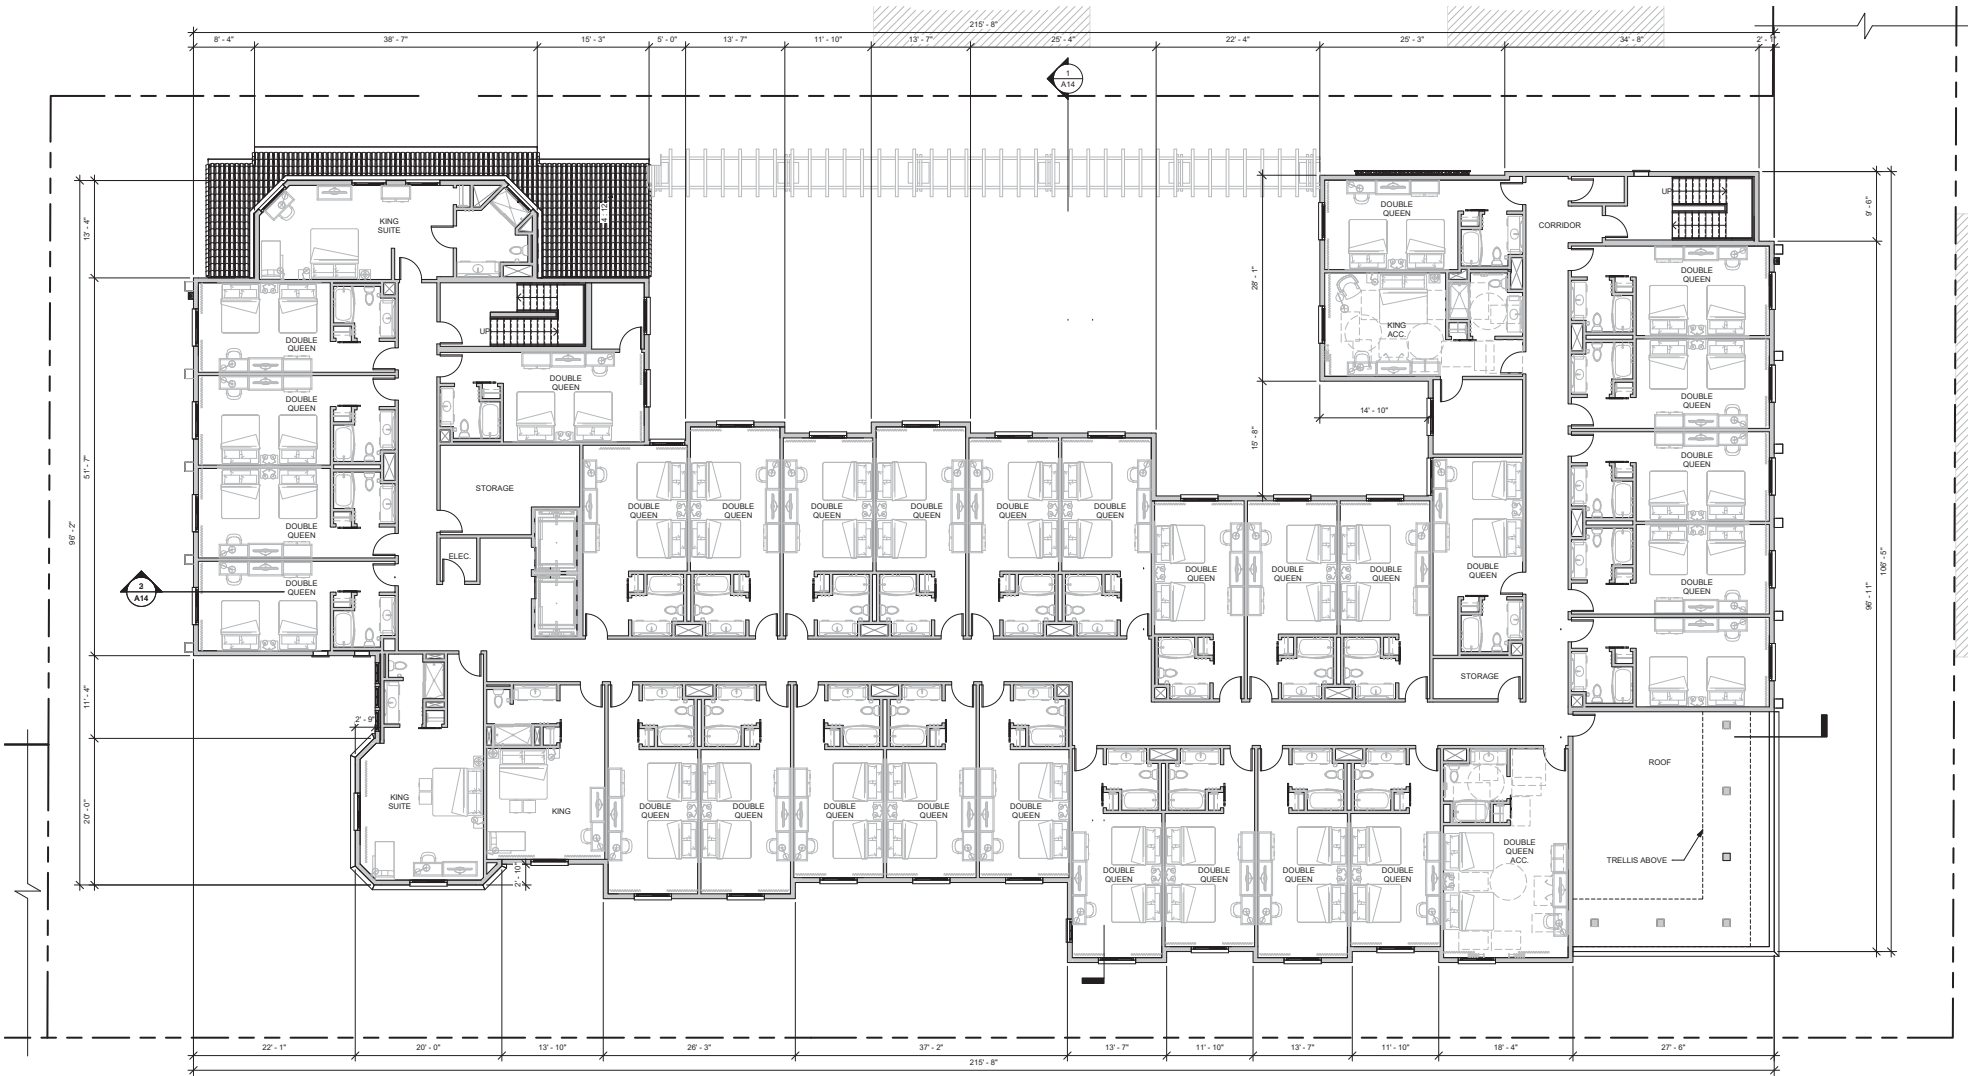 215' - 8"
8' - 4"
38' - 7"
15' - 3"
5' - 0"
13' - 7"
11' - 10"
13' - 7"
25' - 4"
22' - 4"
25' - 3"
34' - 8"
1
A14
4 : 12
KING
SUITE
UP
DOUBLE
QUEEN
CORRIDOR
UP
9' - 6"
13' - 4"
28' - 1"
DOUBLE
QUEEN
KING
ACC.
DOUBLE
QUEEN
DOUBLE
QUEEN
UP
DOUBLE
QUEEN
DOUBLE
QUEEN
14' - 10"
15' - 8"
51' - 7"
96' - 2"
STORAGE
DOUBLE
QUEEN
DOUBLE
QUEEN
DOUBLE
QUEEN
DOUBLE
QUEEN
DOUBLE
QUEEN
DOUBLE
QUEEN
DOUBLE
QUEEN
DOUBLE
QUEEN
ELEC.
DOUBLE
QUEEN
DOUBLE
QUEEN
DOUBLE
QUEEN
DOUBLE
QUEEN
DOUBLE
QUEEN
106' - 5"
96' - 11"
2
A14
DOUBLE
QUEEN
DOUBLE
QUEEN
STORAGE
11' - 4"
2' - 9"
ROOF
KING
SUITE
KING
DOUBLE
QUEEN
DOUBLE
QUEEN
DOUBLE
QUEEN
DOUBLE
QUEEN
DOUBLE
QUEEN
20' - 0"
2' - 10"
DOUBLE
QUEEN
DOUBLE
QUEEN
DOUBLE
QUEEN
DOUBLE
QUEEN
DOUBLE
QUEEN
ACC.
TRELLIS ABOVE
22' - 1"
20' - 0"
13' - 10"
26' - 3"
37' - 2"
13' - 7"
11' - 10"
13' - 7"
11' - 10"
18' - 4"
27' - 6"
215' - 8"